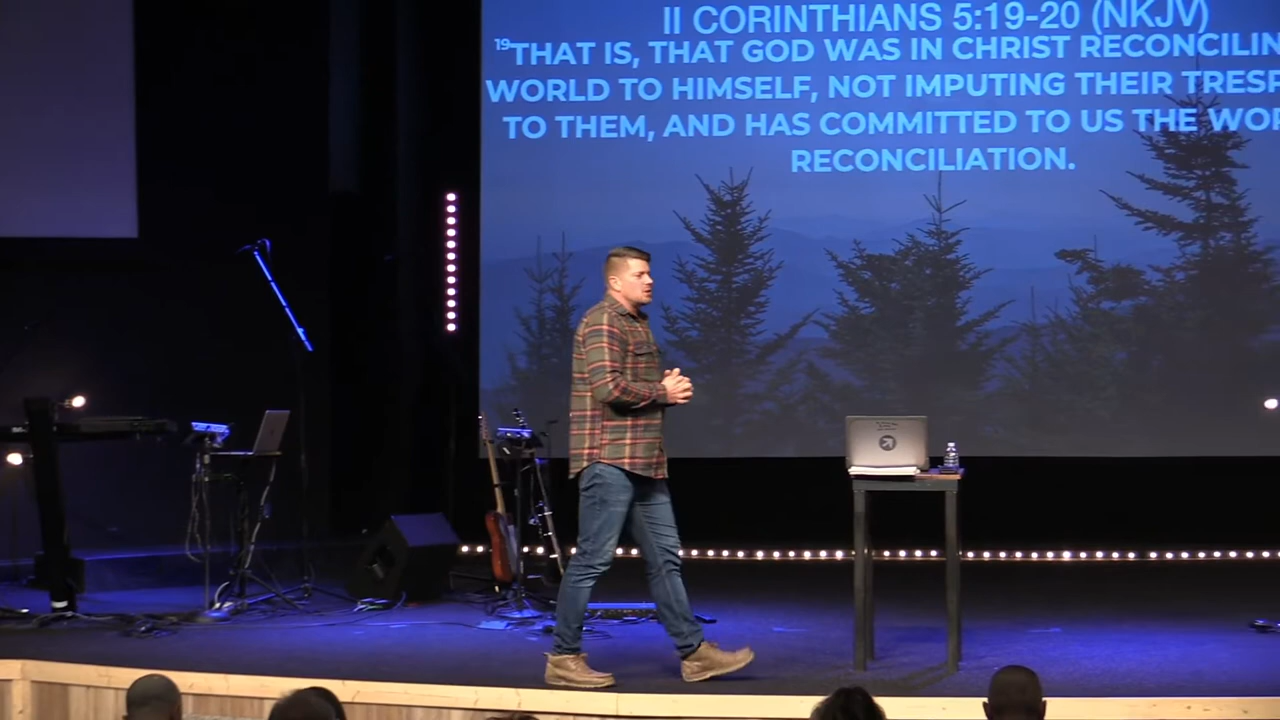 II CORINTHIANS 5:19-20 (NKJV)
19THAT IS, THAT GOD WAS IN CHRIST RECONCILIN
WORLD TO HIMSELF, NOT IMPUTING THEIR TRESP
TO THEM, AND HAS COMMITTED TO US THE WOR
RECONCILIATION.